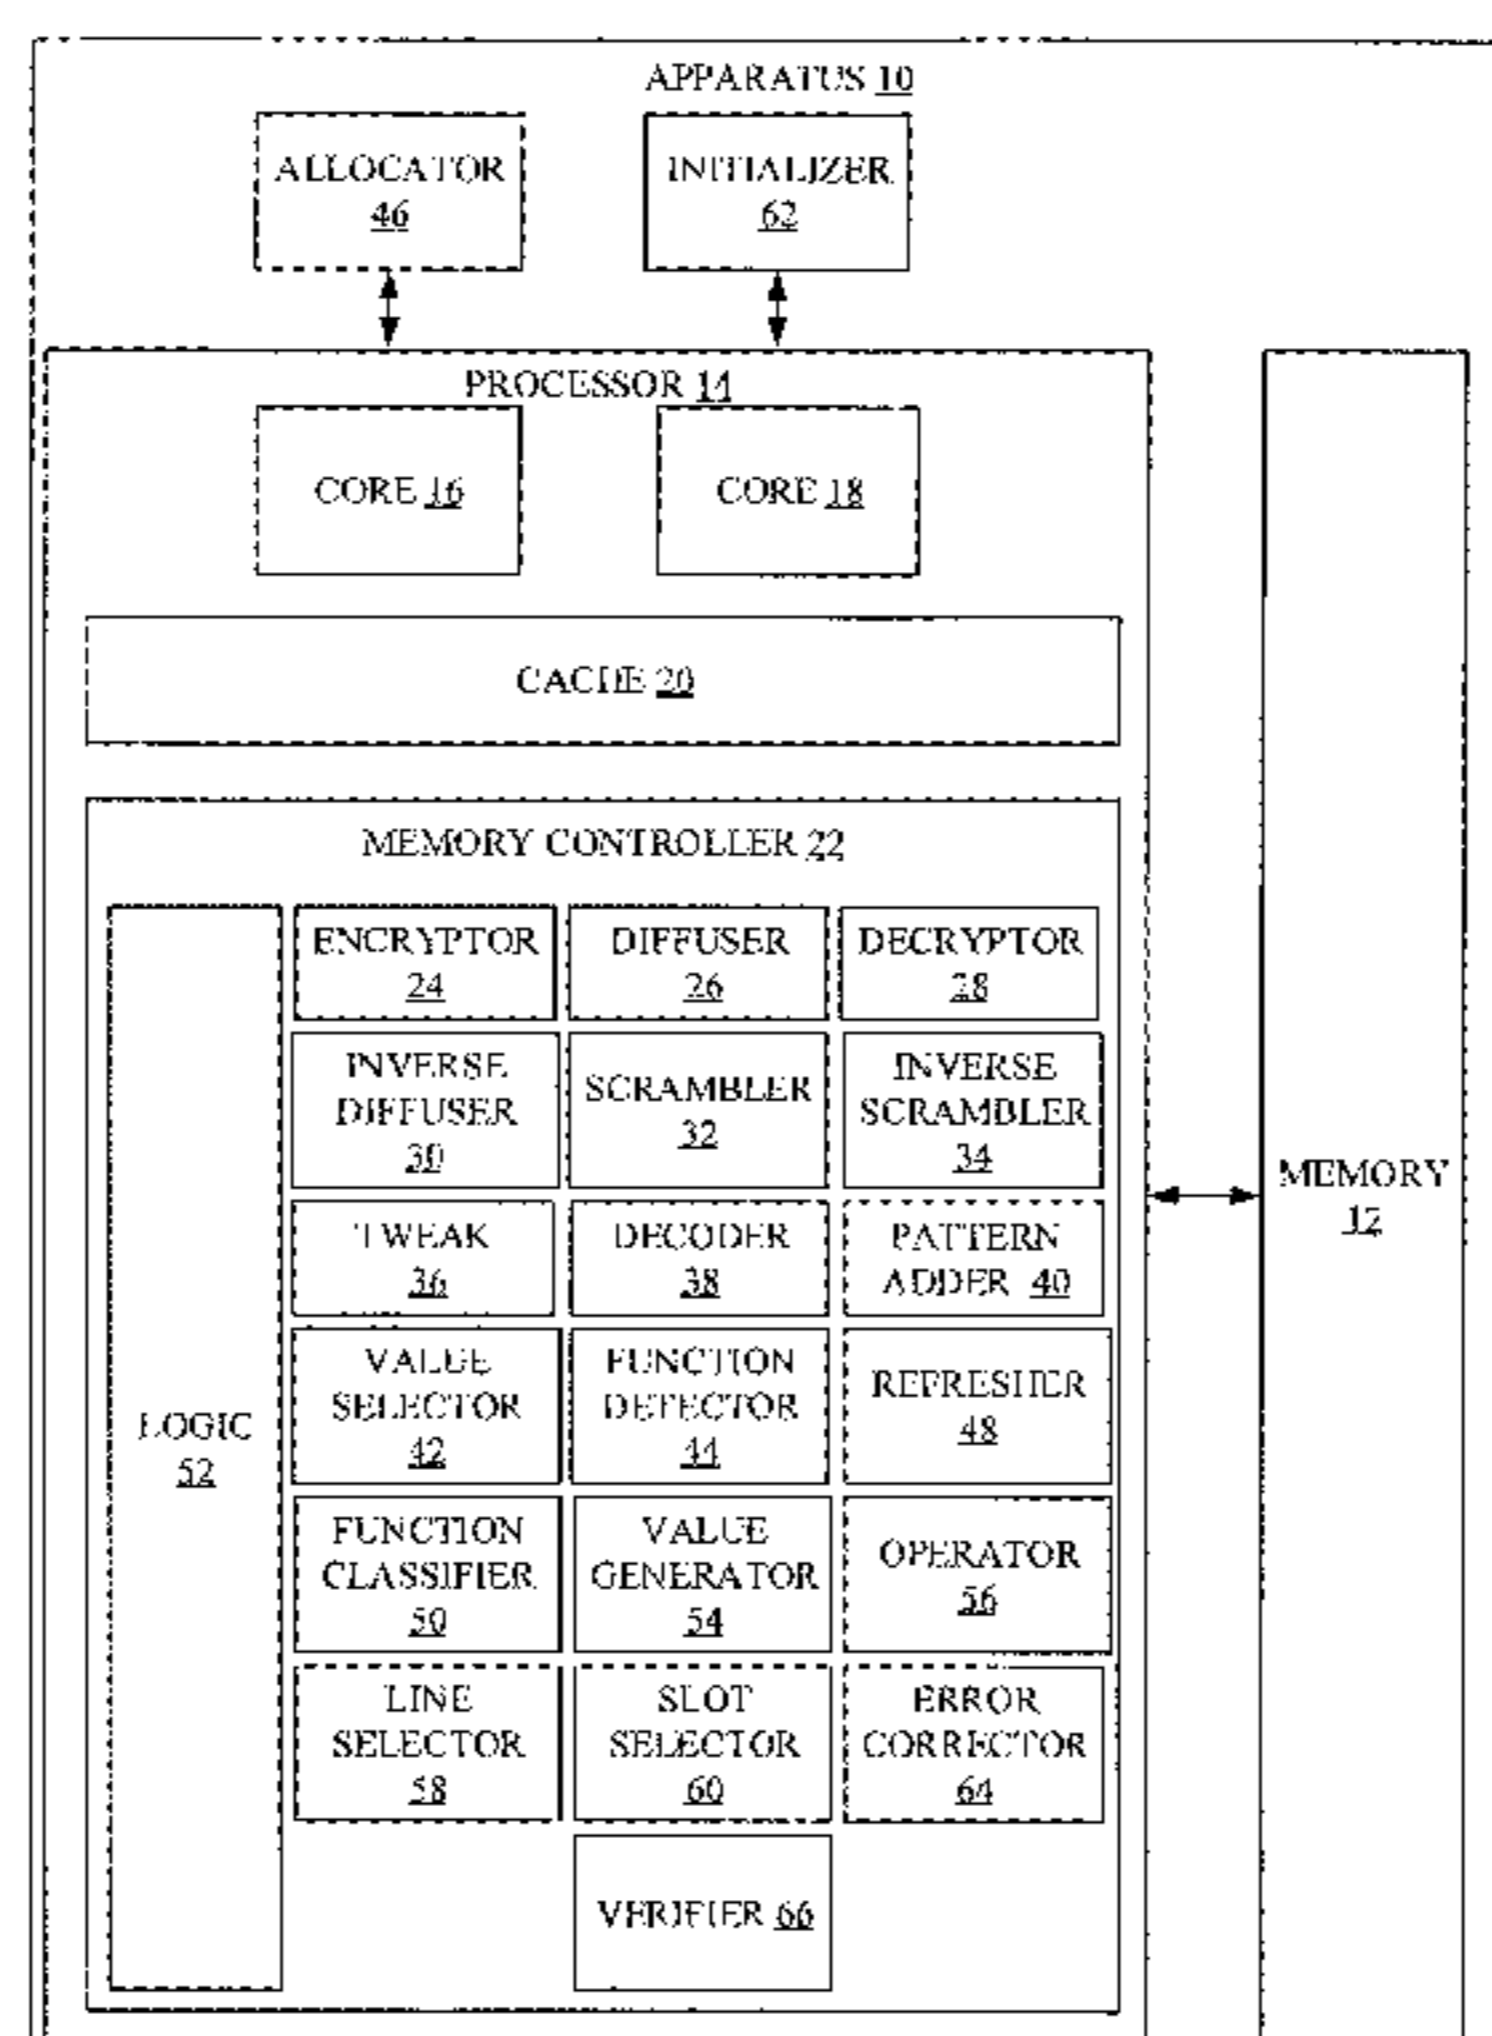 APPARATUS 10
ALLOCATOR
46
INITIALIZER
62
PROCESSOR 14
CORE 16
CORE 18
CACHE 20
MEMORY CONTROLLER 22
LOGIC
52
ENCRYPTOR
24
DIFFUSER
26
DECRYPTOR
28
INVERSE
DIFFUSER
30
SCRAMBLER
32
INVERSE
SCRAMBLER
34
TWEAK
36
DECODER
38
PATTERN
ADDER 40
VALUE
SELECTOR
42
FUNCTION
DETECTOR
44
REFRESHER
48
FUNCTION
CLASSIFIER
50
VALUE
GENERATOR
54
OPERATOR
56
LINE
SELECTOR
58
SLOT
SELECTOR
60
ERROR
CORRECTOR
64
VERIFIER 66
MEMORY
12